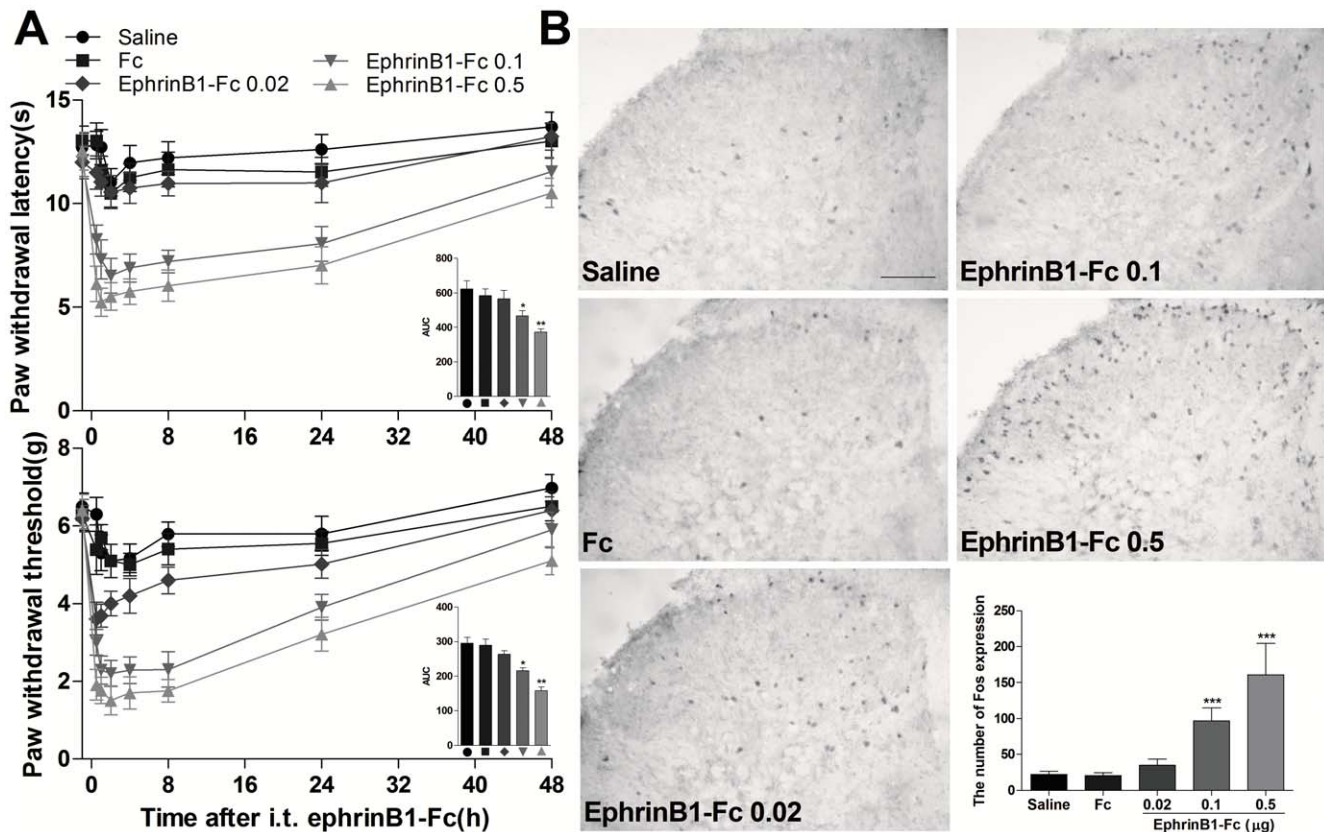 A
Saline
Fc
EphrinB1-Fc 0.02
EphrinB1-Fc 0.1
EphrinB1-Fc 0.5
Paw withdrawal latency(s)
15
10
5
0
0 8 16 24 32 40 48
AUC
800
600
400
200
0
*
**
Paw withdrawal threshold(g)
8
6
4
2
0
0 8 16 24 32 40 48
Time after i.t. ephrinB1-Fc(h)
AUC
400
300
200
100
0
*
**
B
Saline
EphrinB1-Fc 0.1
Fc
EphrinB1-Fc 0.5
EphrinB1-Fc 0.02
The number of Fos expression
250
200
150
100
50
0
***
***
Saline Fc 0.02 0.1 0.5
EphrinB1-Fc (μg)